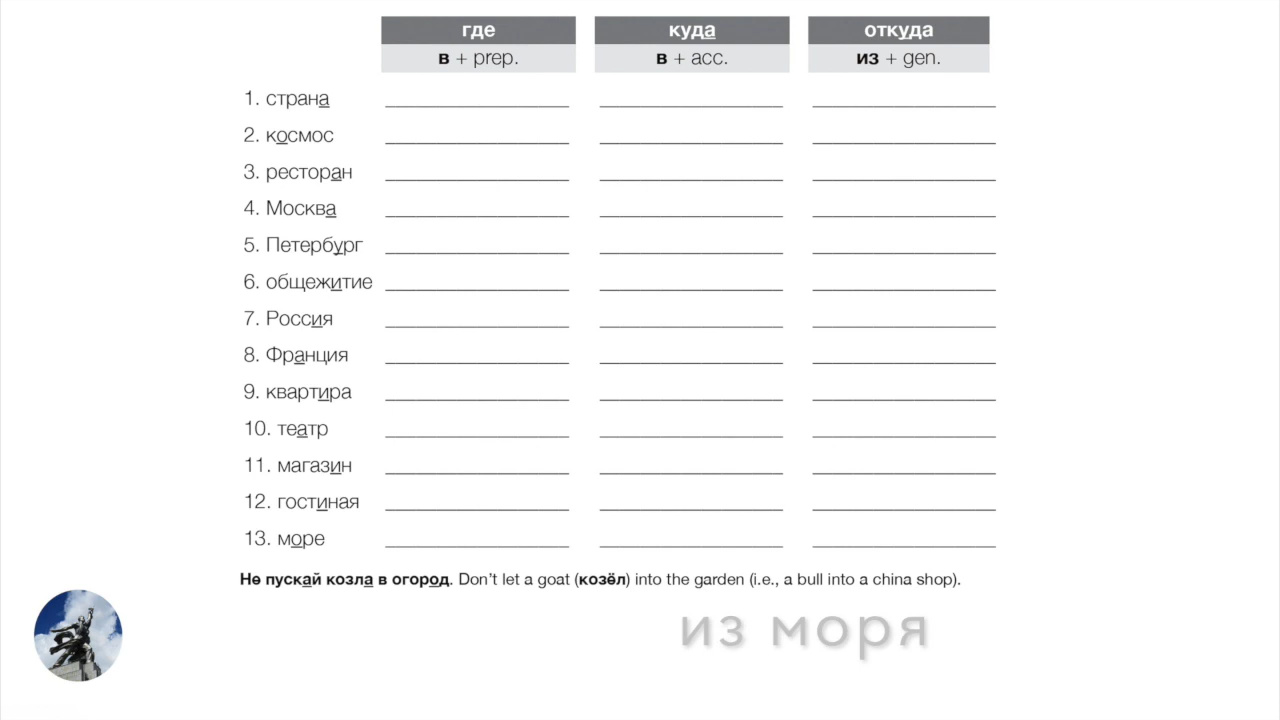 где куда откуда
в + prep. в + acc. из + gen.
1. страна
2. космос
3. ресторан
4. Москва
5. Петербург
6. общежитие
7. Россия
8. Франция
9. квартира
10. театр
11. магазин
12. гостиная
13. море
Не пускай козла в огород. Don't let a goat (козёл) into the garden (i.e., a bull into a china shop).
из моря